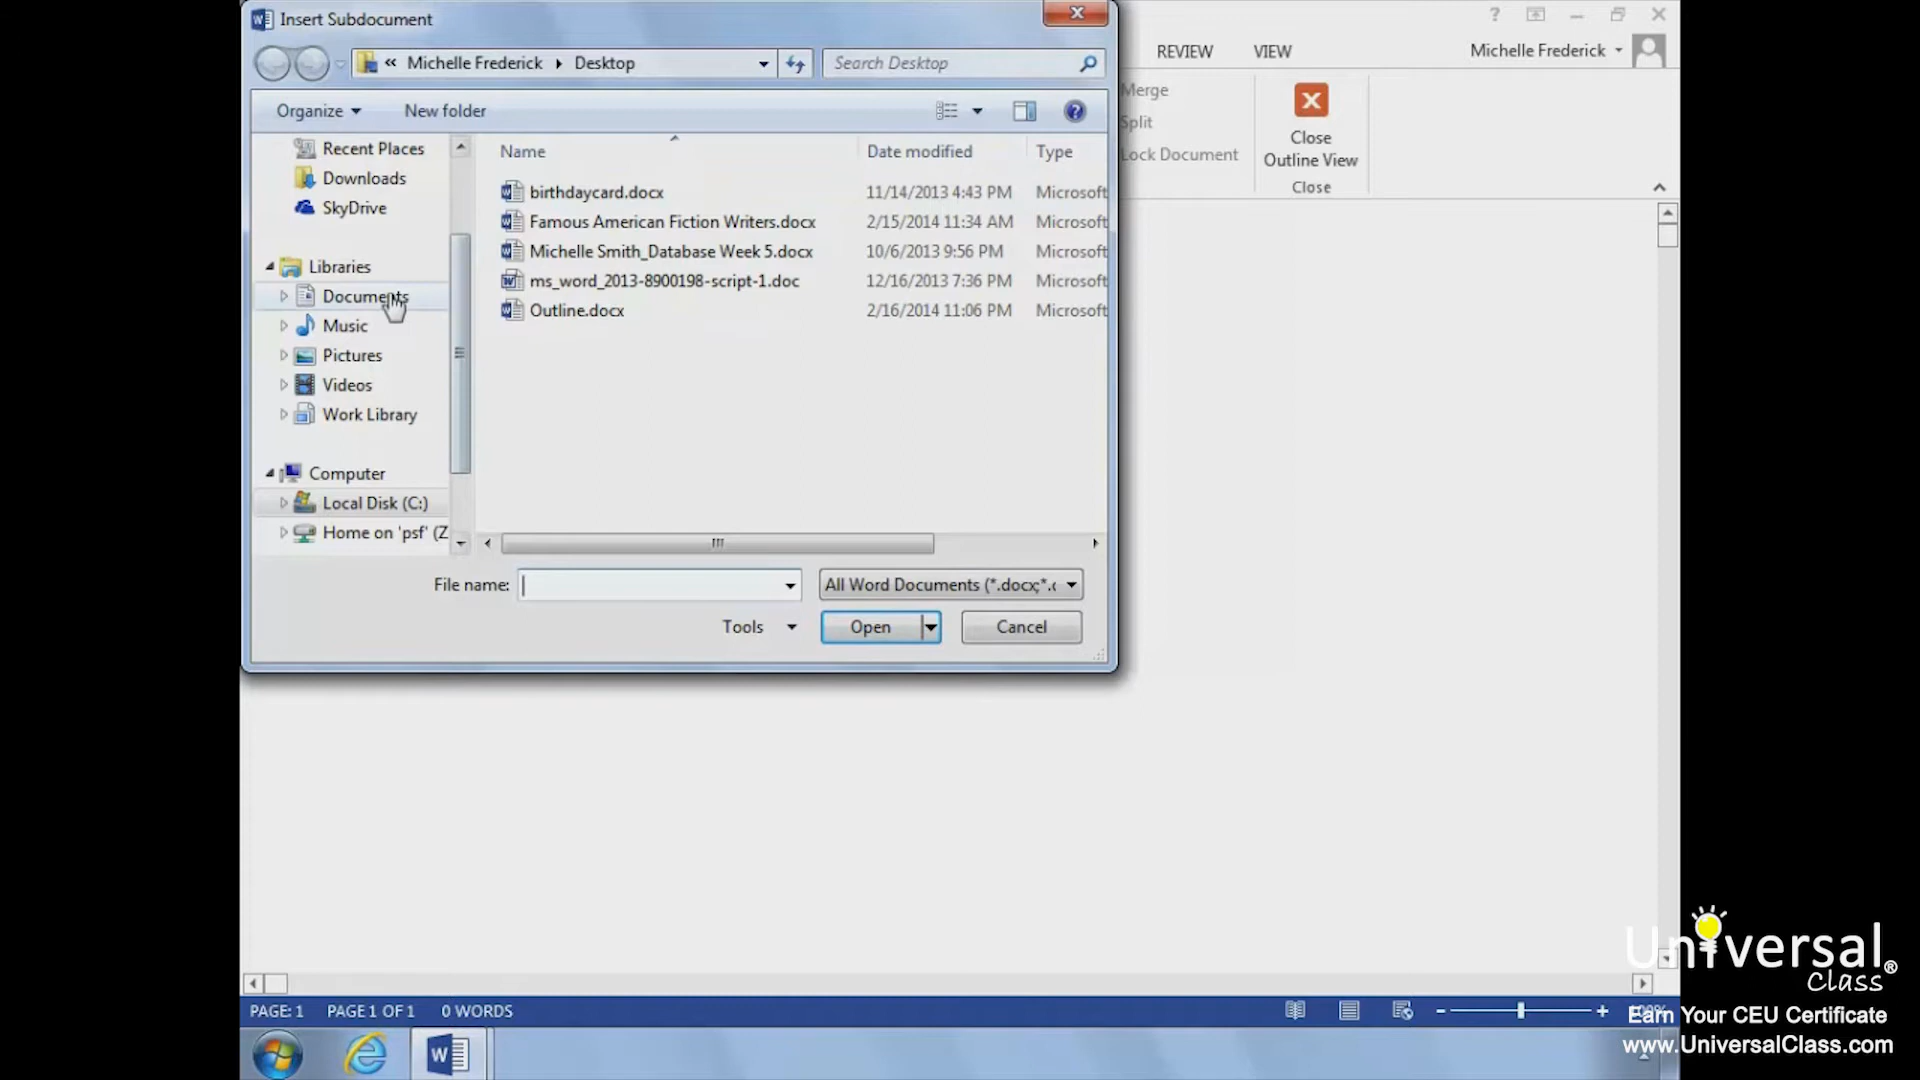 Insert Subdocument
« Michelle Frederick Desktop
Search Desktop
Organize
New folder
Recent Places
Downloads
SkyDrive
Libraries
Documents
Music
Pictures
Videos
Work Library
Computer
Local Disk (C:)
Home on 'psf' (Z
Name Date modified Type
birthdaycard.docx 11/14/2013 4:43 PM Microsoft
Famous American Fiction Writers.docx 2/15/2014 11:34 AM Microsoft
Michelle Smith_Database Week 5.docx 10/6/2013 9:56 PM Microsoft
ms_word_2013-8900198-script-1.doc 12/16/2013 7:36 PM Microsoft
Outline.docx 2/16/2014 11:06 PM Microsoft
File name:
All Word Documents (*.docx;*.
Tools
Open
Cancel
?
REVIEW VIEW
Michelle Frederick
Merge
Split
Lock Document
Close
Outline View
Close
PAGE: 1 PAGE 1 OF 1 0 WORDS
Universal®
Class
Earn Your CEU Certificate
www.UniversalClass.com